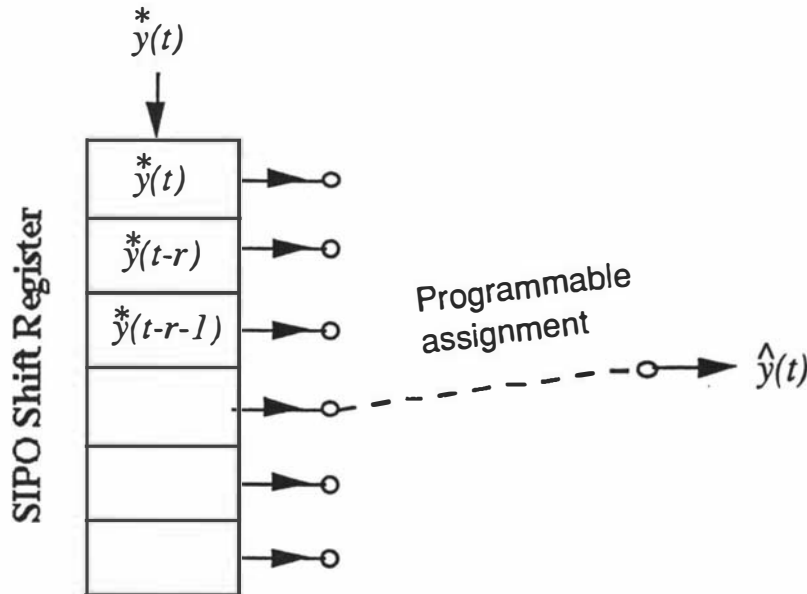 *y(t)
SIPO Shift Register
*y(t)
*y(t-r)
*y(t-r-1)
Programmable
assignment
ŷ(t)